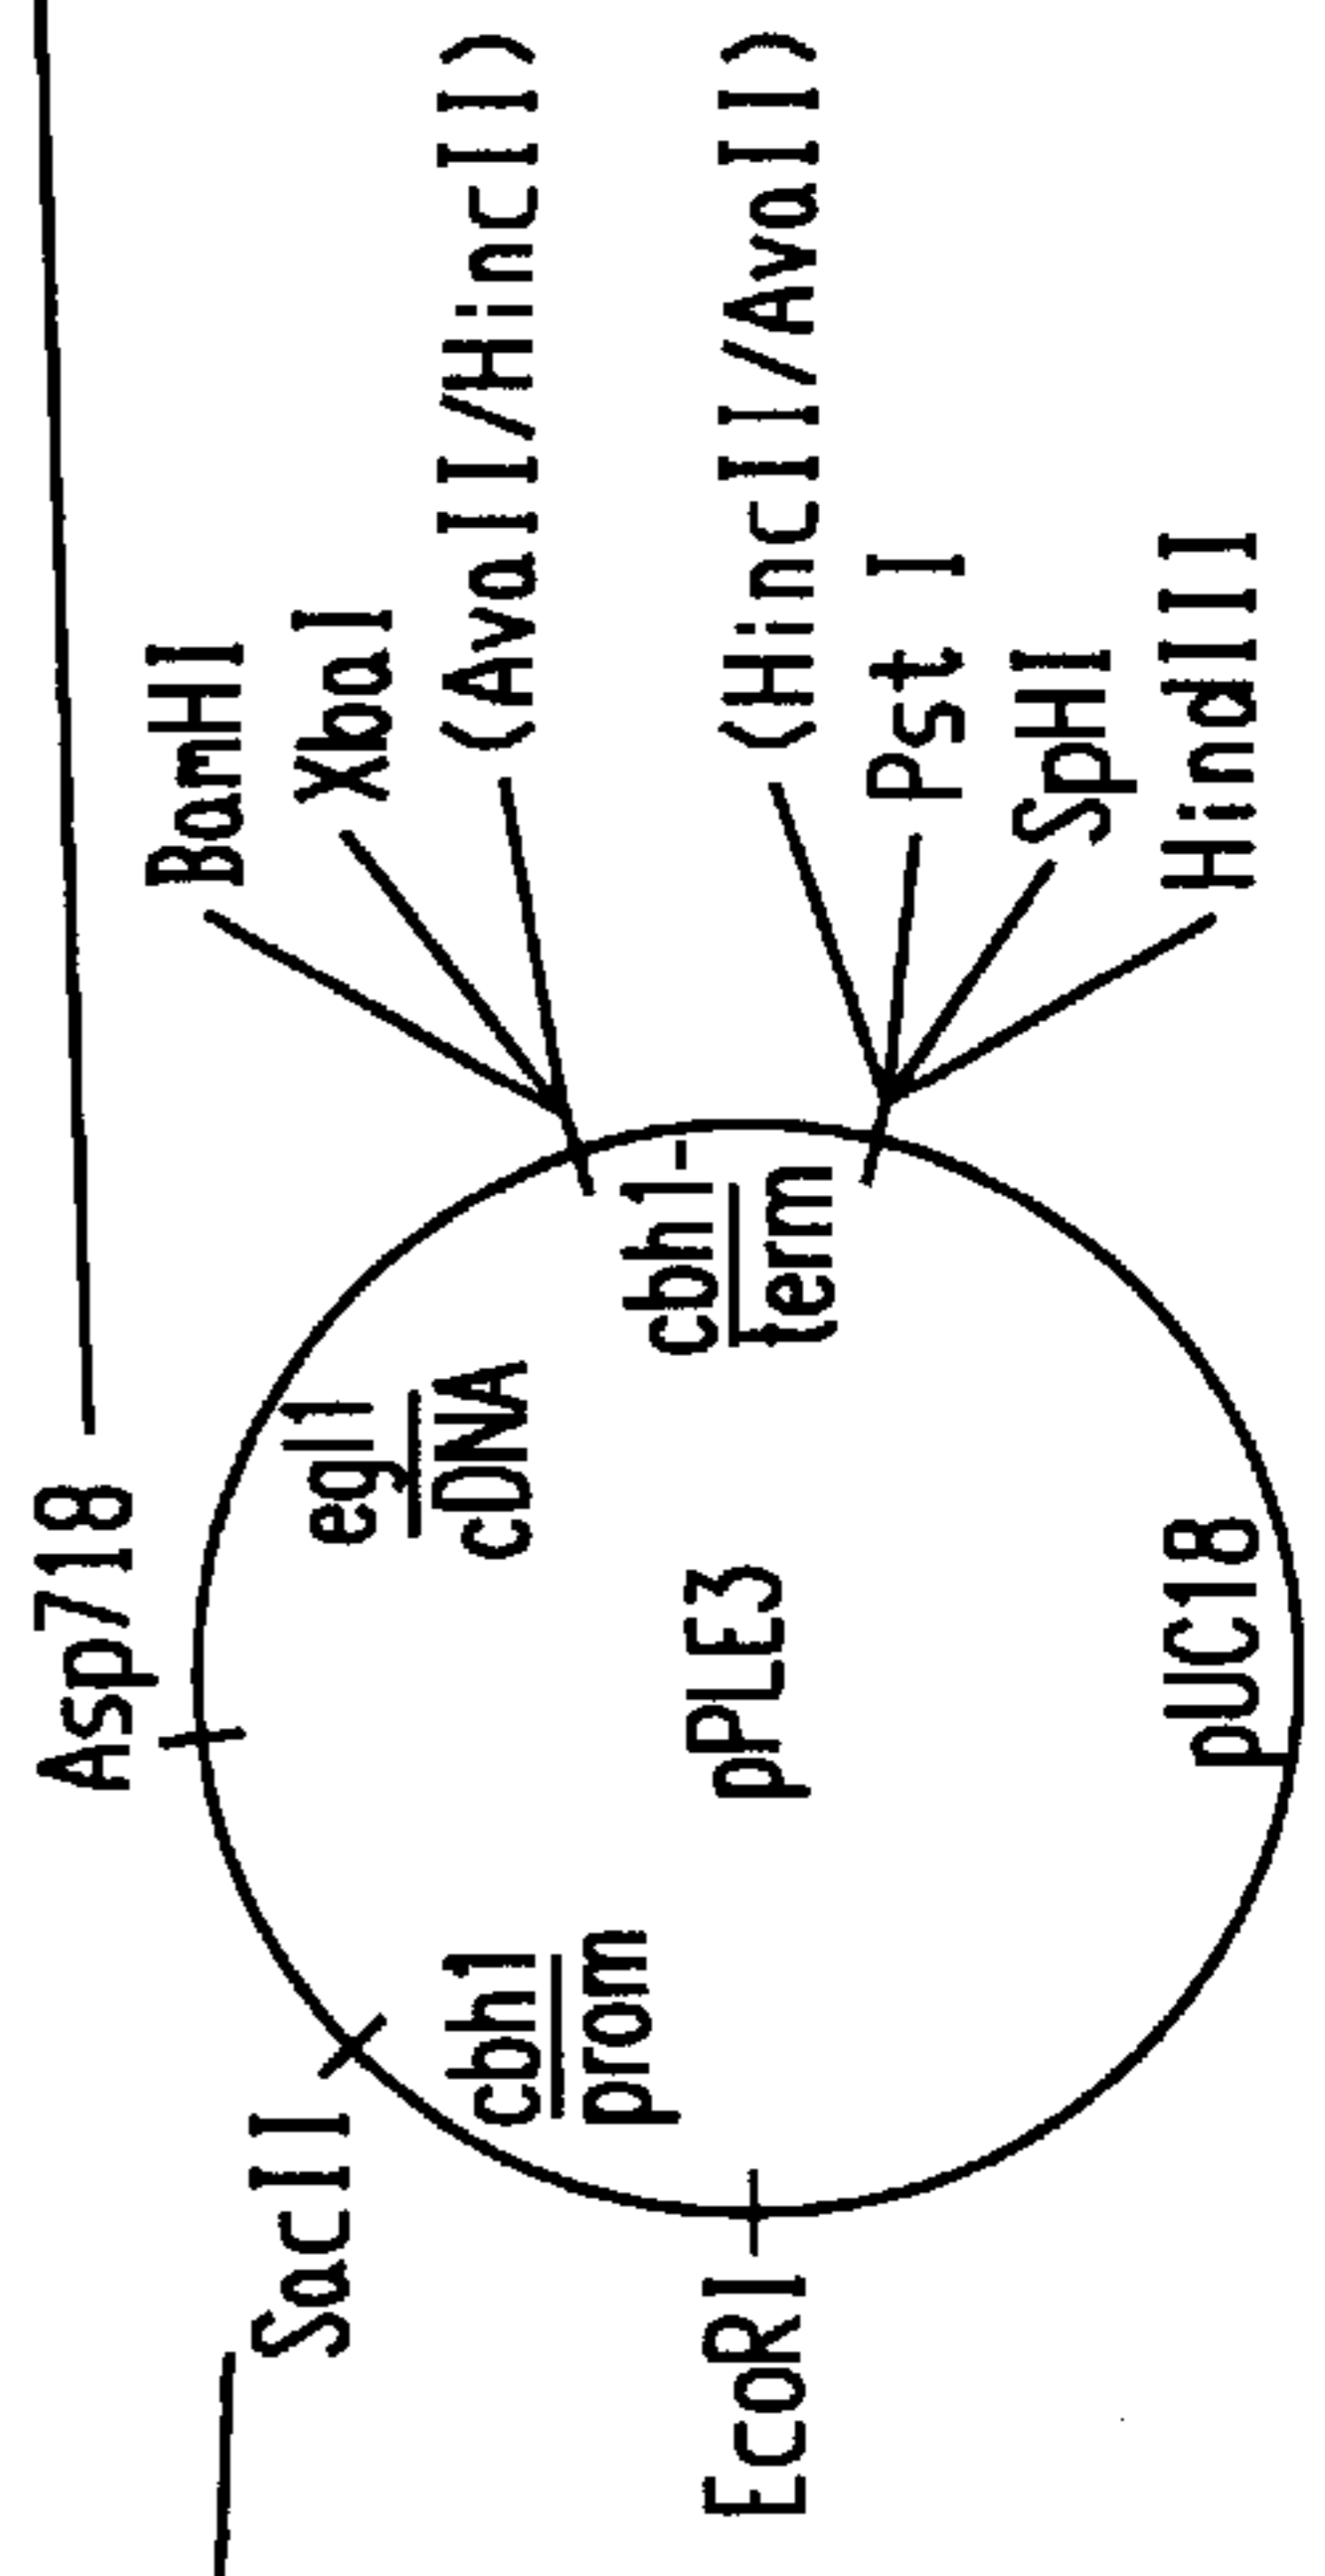 Asp718
SacII
BamHI
XbaI
(AvaII/HincII)
egl1
cDNA
cbh1
prom
pPLE3
cbh1-
term
EcoRI
(HincII/AvaII)
Pst I
SpHI
HindIII
pUC18